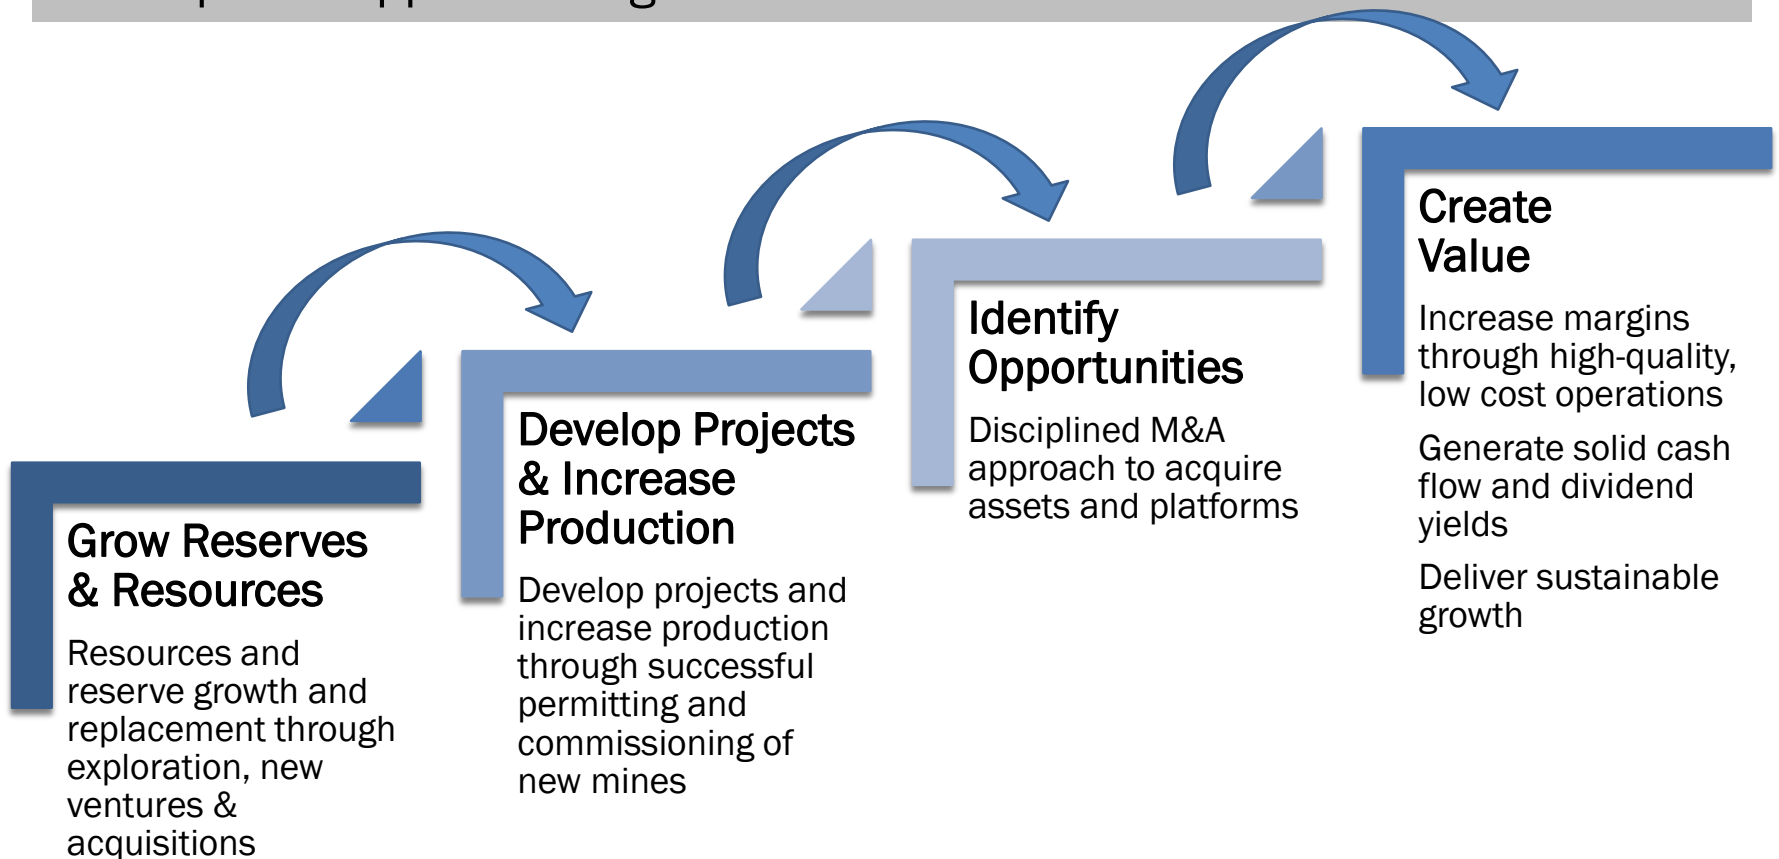 Grow Reserves
& Resources
Resources and
reserve growth and
replacement through
exploration, new
ventures &
acquisitions
Develop Projects
& Increase
Production
Develop projects and
increase production
through successful
permitting and
commissioning of
new mines
Identify
Opportunities
Disciplined M&A
approach to acquire
assets and platforms
Create
Value
Increase margins
through high-quality,
low cost operations
Generate solid cash
flow and dividend
yields
Deliver sustainable
growth